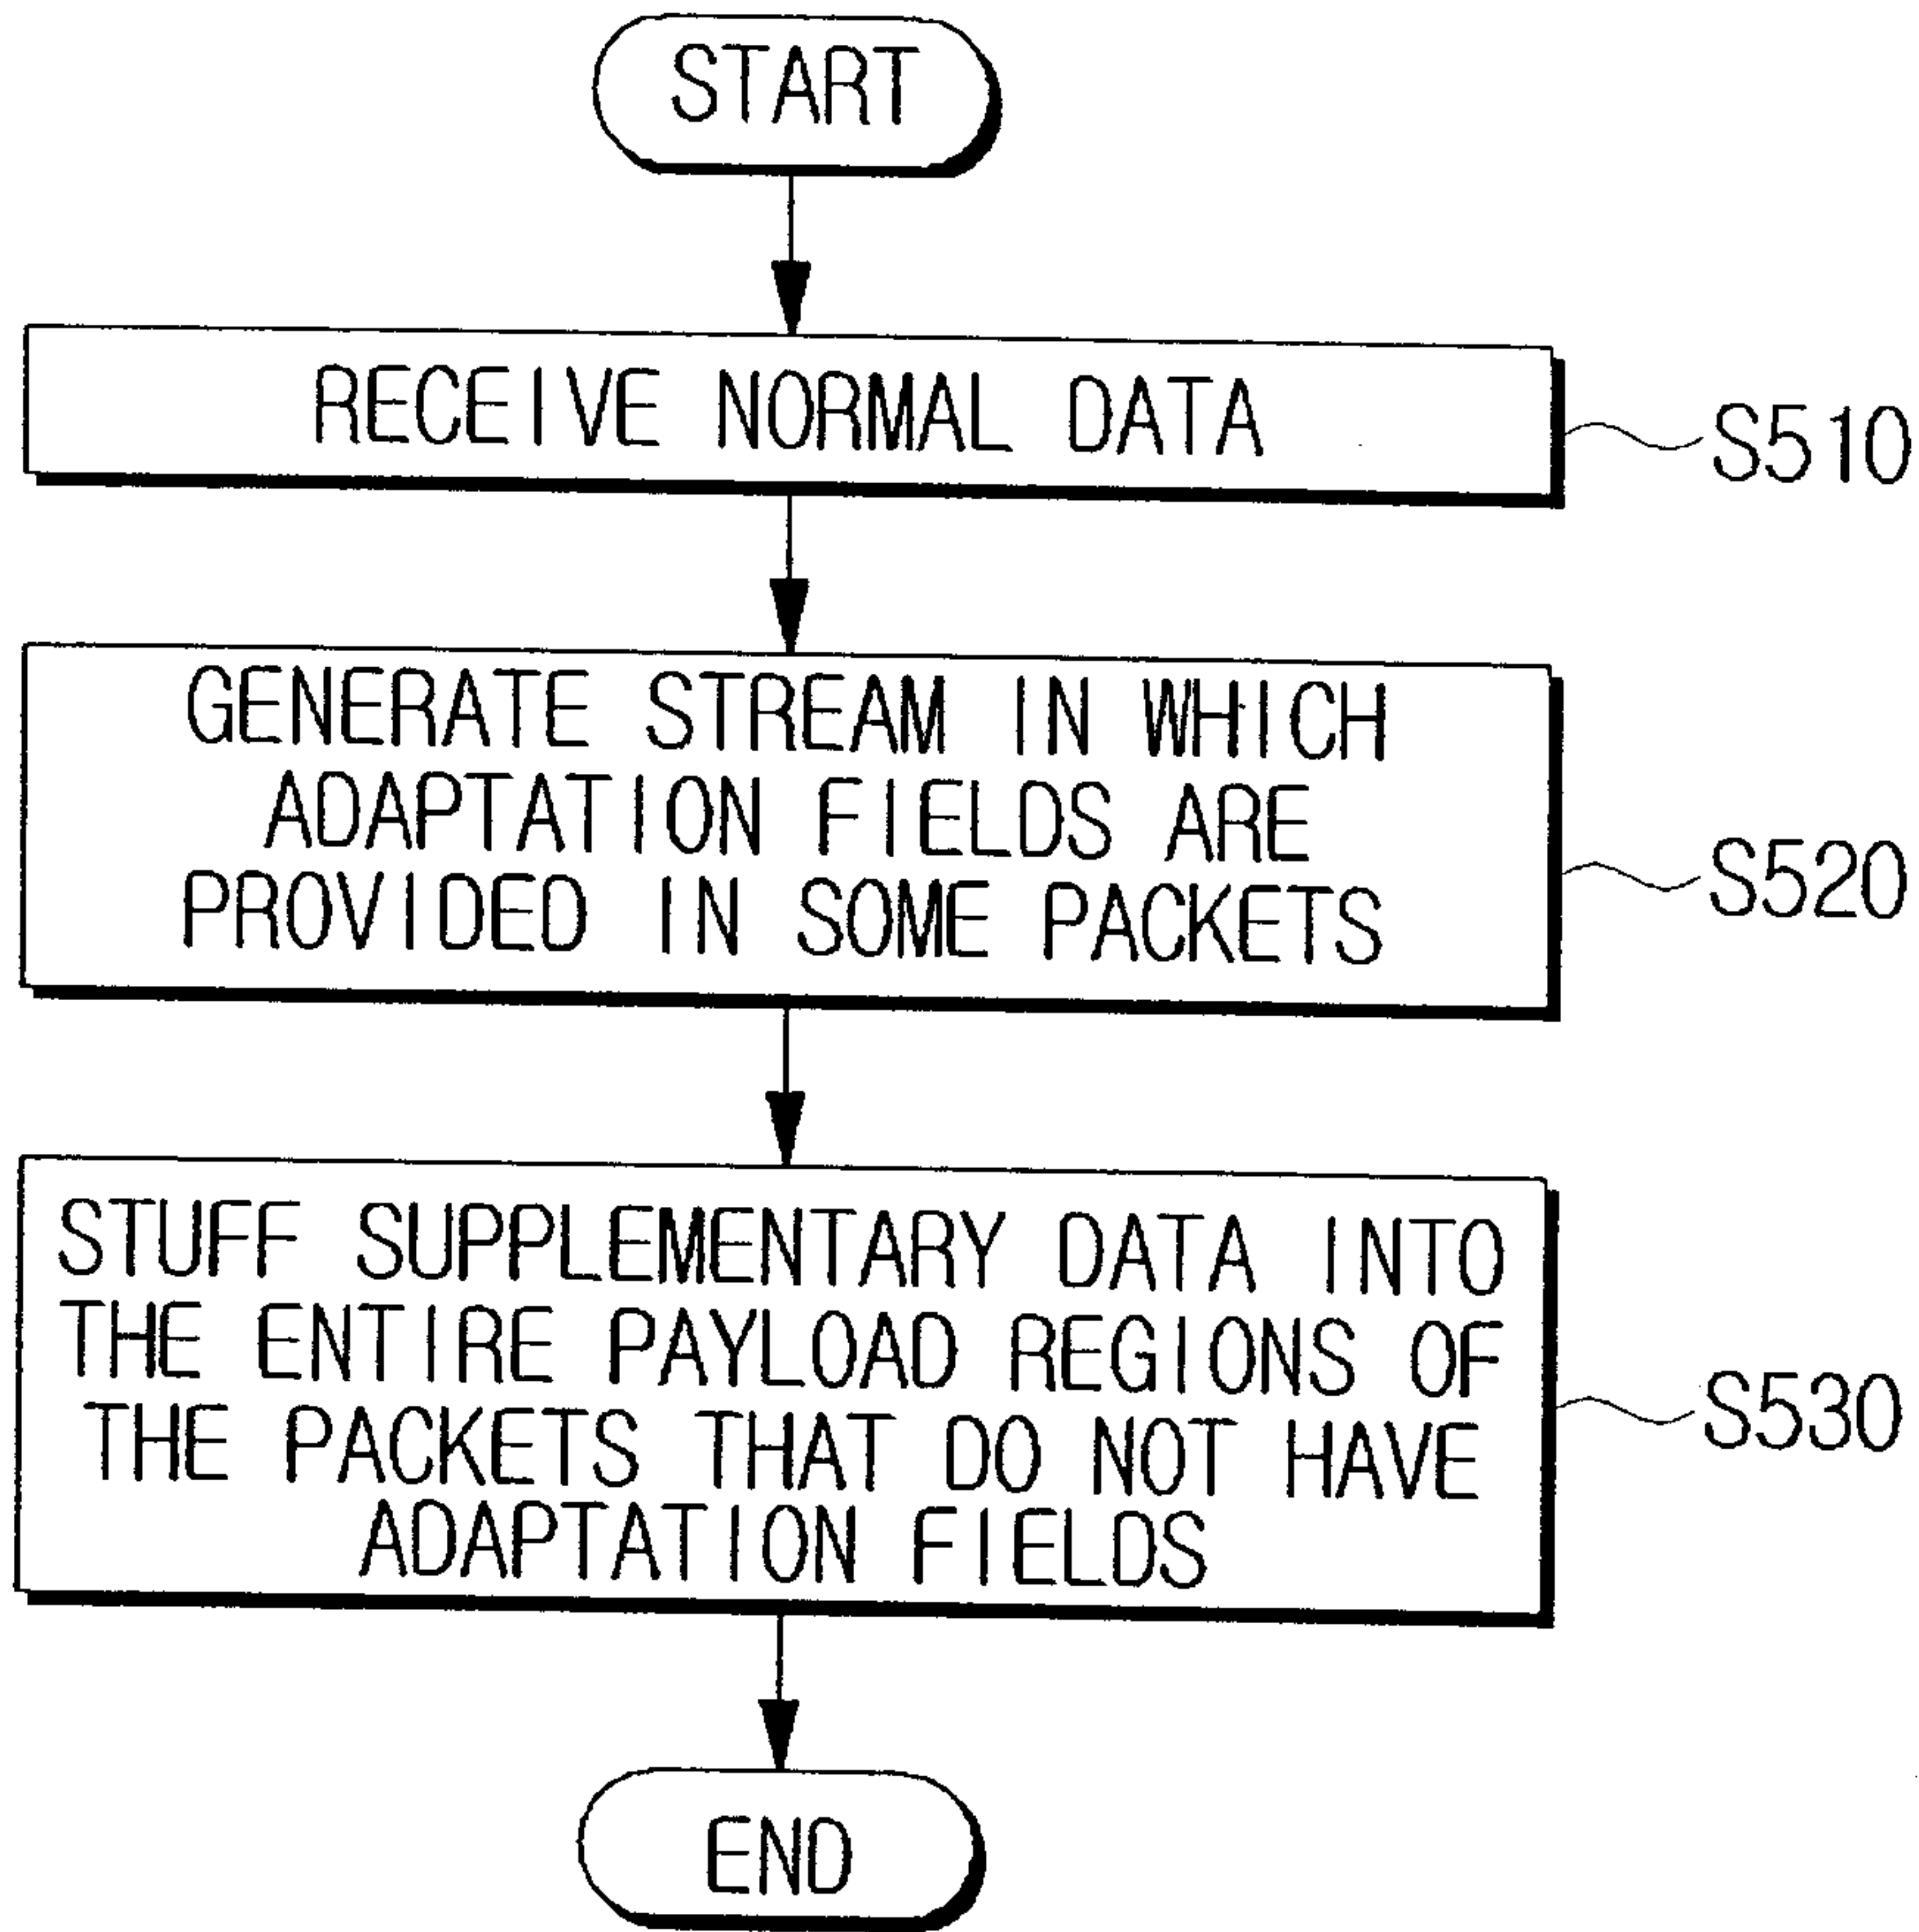 START
RECEIVE NORMAL DATA
S510
GENERATE STREAM IN WHICH
ADAPTATION FIELDS ARE
PROVIDED IN SOME PACKETS
S520
STUFF SUPPLEMENTARY DATA INTO
THE ENTIRE PAYLOAD REGIONS OF
THE PACKETS THAT DO NOT HAVE
ADAPTATION FIELDS
S530
END